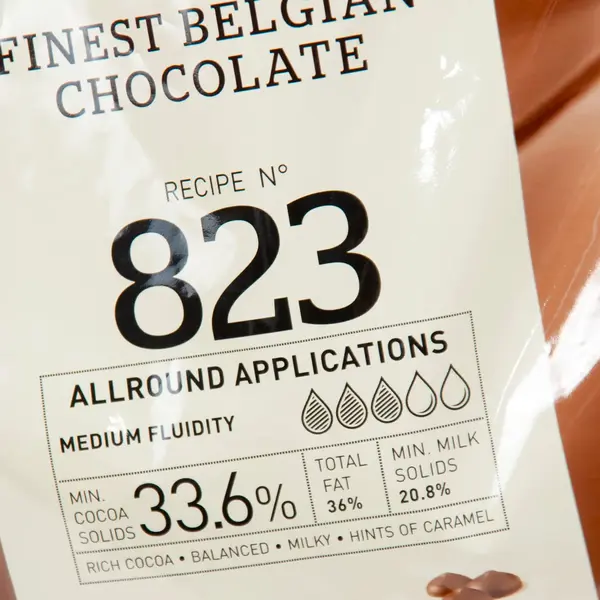 FINEST BELGIAN
CHOCOLATE
RECIPE N°
823
ALLROUND APPLICATIONS
MEDIUM FLUIDITY
MIN.
COCOA
SOLIDS
33.6%
TOTAL
FAT
36%
MIN. MILK
SOLIDS
20.8%
RICH COCOA • BALANCED • MILKY • HINTS OF CARAMEL